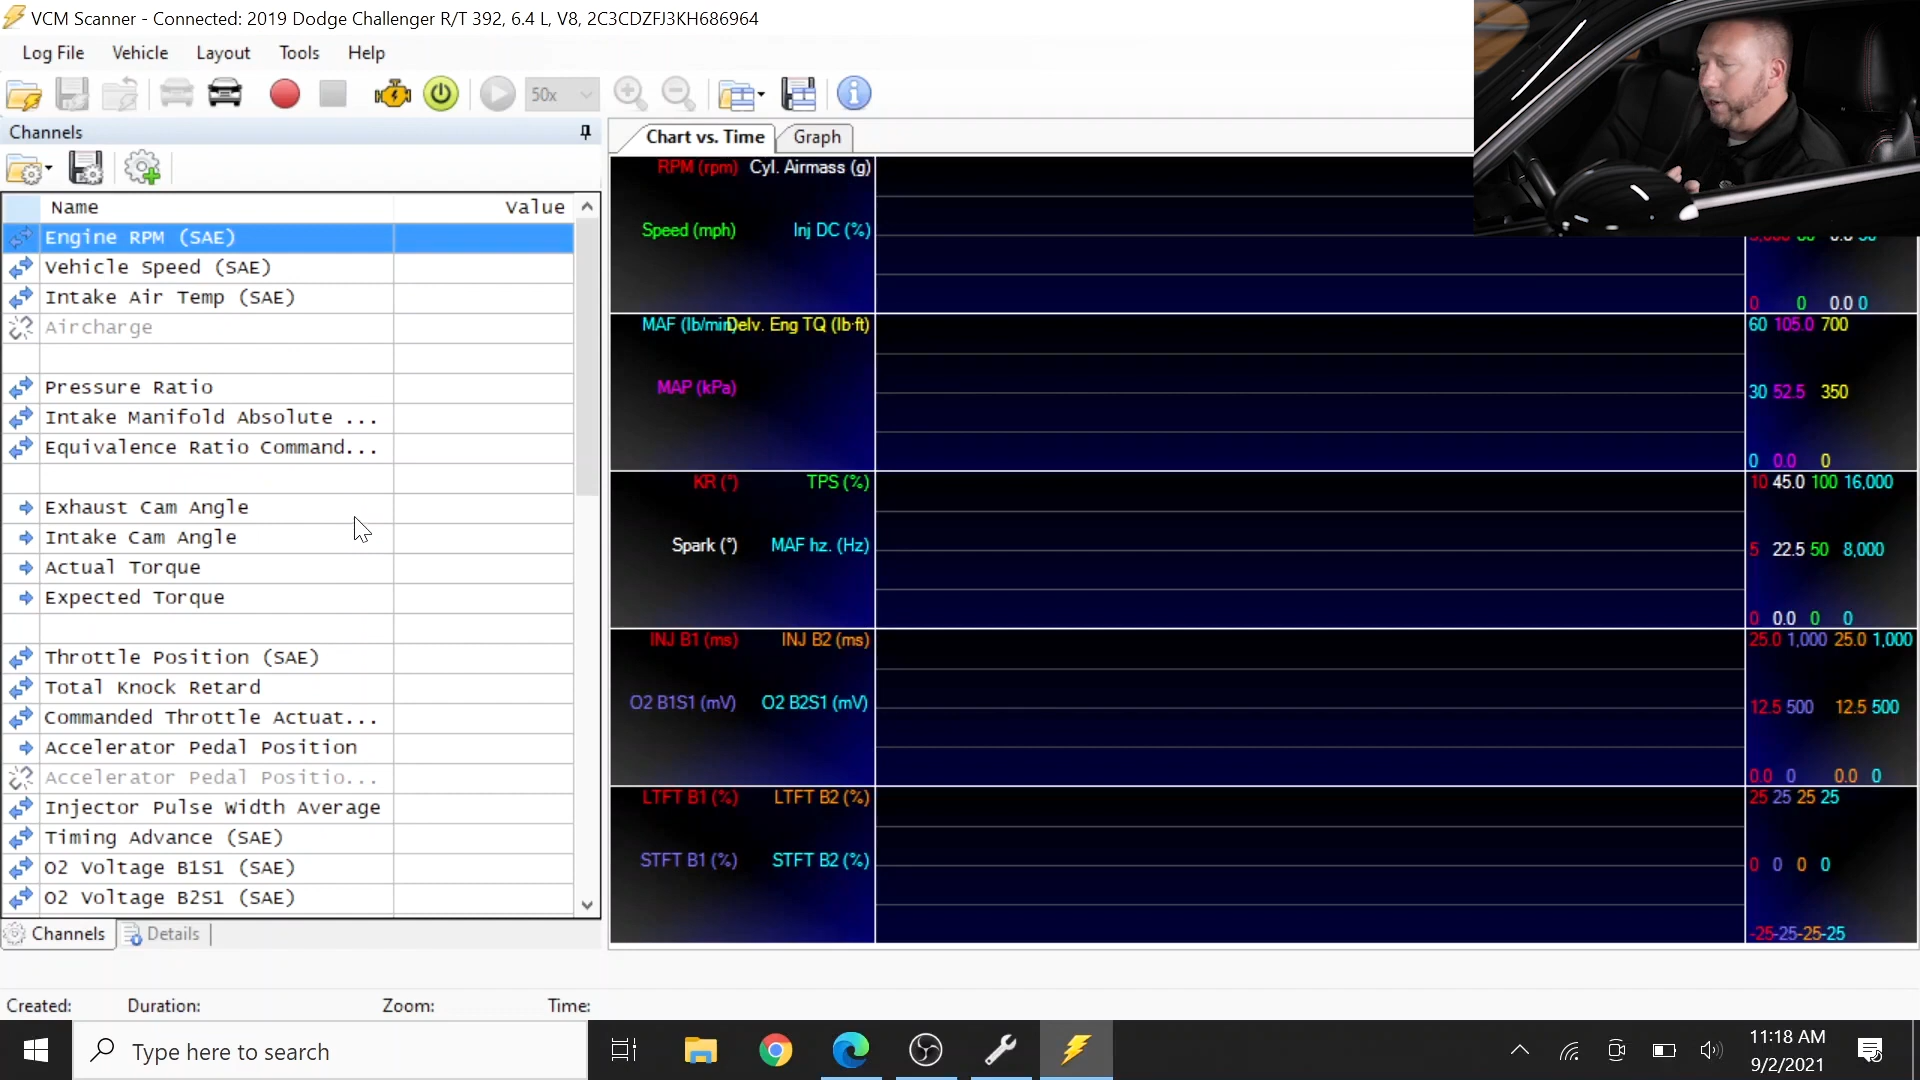 VCM Scanner - Connected: 2019 Dodge Challenger R/T 392, 6.4 L, V8, 2C3CDZFJ3KH686964
Log File Vehicle Layout Tools Help
50x
Channels
Chart vs. Time Graph
Name Value
Engine RPM (SAE)
Vehicle Speed (SAE)
Intake Air Temp (SAE)
Aircharge
Pressure Ratio
Intake Manifold Absolute ...
Equivalence Ratio Command...
Exhaust Cam Angle
Intake Cam Angle
Actual Torque
Expected Torque
Throttle Position (SAE)
Total Knock Retard
Commanded Throttle Actuat...
Accelerator Pedal Position
Accelerator Pedal Positio...
Injector Pulse Width Average
Timing Advance (SAE)
O2 Voltage B1S1 (SAE)
O2 Voltage B2S1 (SAE)
Channels Details
RPM (rpm) Cyl. Airmass (g)
Speed (mph) Inj DC (%)
0 0 0.0 0
MAF (lb/min) Delv. Eng TQ (lb·ft)
60 105.0 700
MAP (kPa)
30 52.5 350
0 0.0 0
KR (°) TPS (%)
10 45.0 100 16,000
Spark (°) MAF hz. (Hz)
5 22.5 50 8,000
0 0.0 0 0
INJ B1 (ms) INJ B2 (ms)
25.0 1,000 25.0 1,000
O2 B1S1 (mV) O2 B2S1 (mV)
12.5 500 12.5 500
0.0 0 0.0 0
LTFT B1 (%) LTFT B2 (%)
25 25 25 25
STFT B1 (%) STFT B2 (%)
0 0 0 0
-25 -25 -25 -25
Created: Duration: Zoom: Time:
Type here to search
11:18 AM
9/2/2021